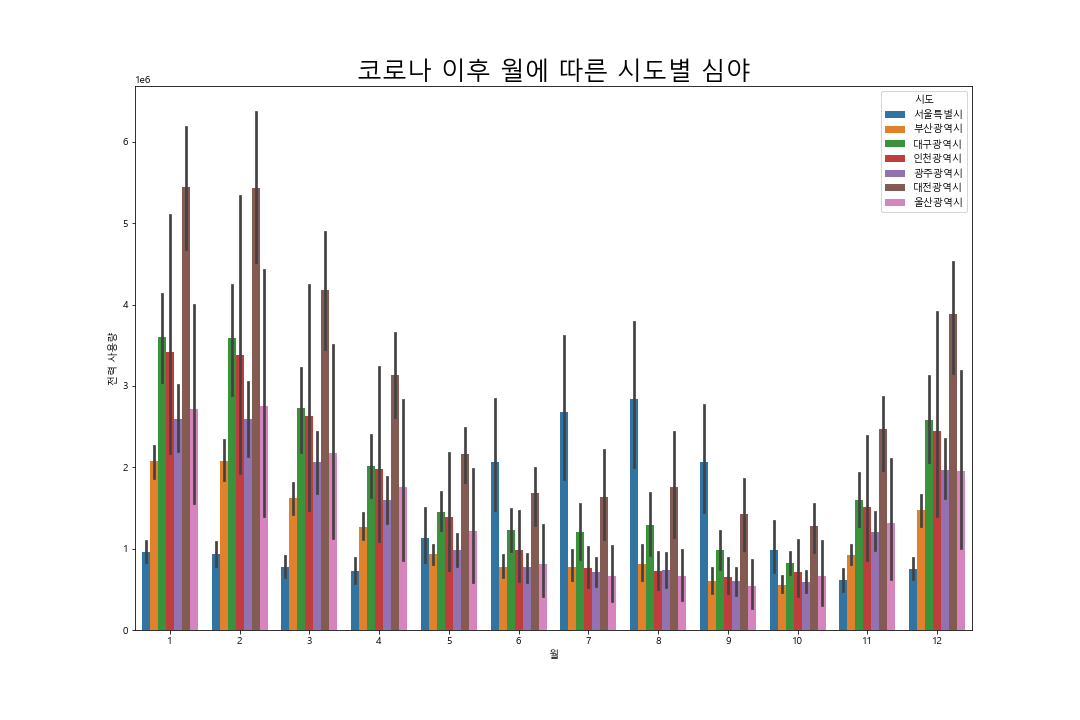 코로나 이후 월에 따른 시도별 심야
1e6
시도
서울특별시
부산광역시
대구광역시
인천광역시
광주광역시
대전광역시
울산광역시
6
5
4
3
2
1
0
전력 사용량
1 2 3 4 5 6 7 8 9 10 11 12
월